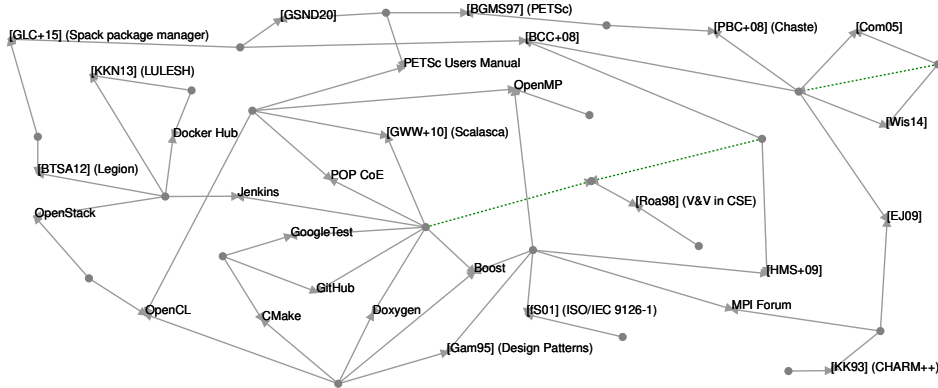 [GSND20]
[BGMS97] (PETSc)
[PBC+08] (Chaste)
[Com05]
[GLC+15] (Spack package manager)
[BCC+08]
[KKN13] (LULESH)
PETSc Users Manual
OpenMP
Docker Hub
[GWW+10] (Scalasca)
[Wis14]
[BTSA12] (Legion)
POP CoE
Jenkins
[Roa98] (V&V in CSE)
OpenStack
[EJ09]
GoogleTest
Boost
[HMS+09]
GitHub
OpenCL
CMake
Doxygen
[fS01] (ISO/IEC 9126-1)
MPI Forum
[Gam95] (Design Patterns)
[KK93] (CHARM++)